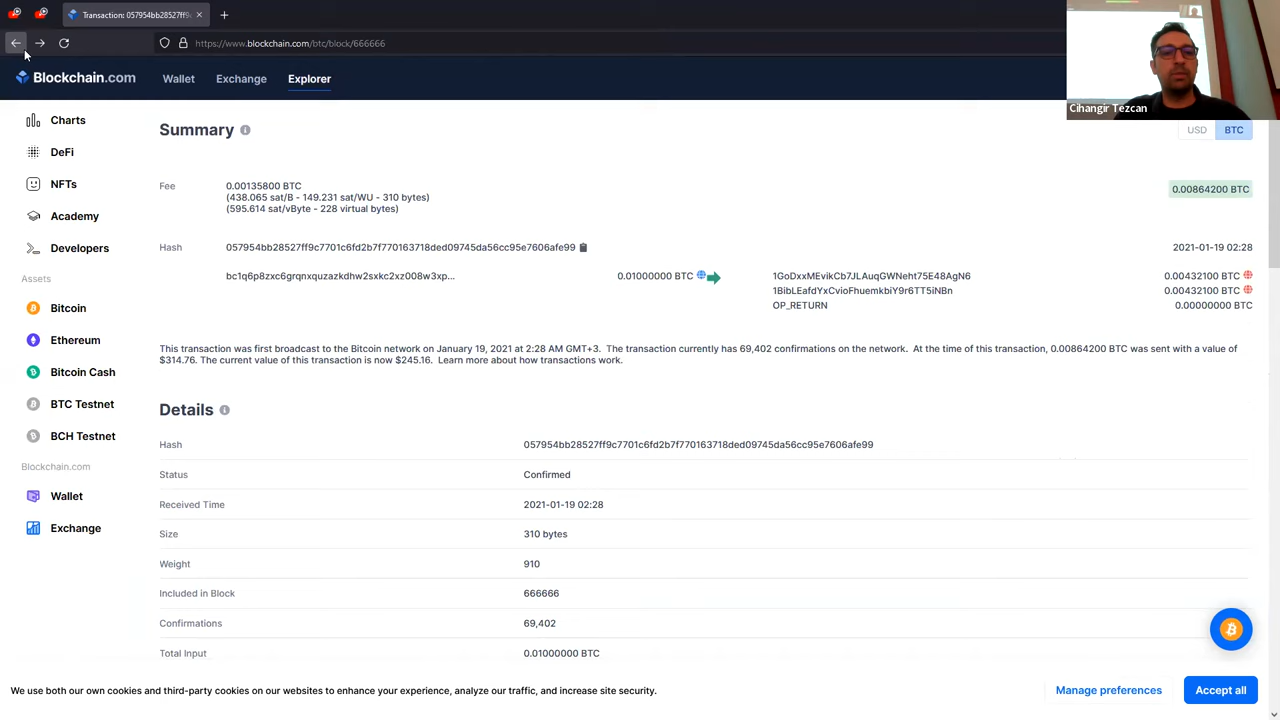 Transaction: 057954bb28527ff9c
https://www.blockchain.com/btc/block/666666
Blockchain.com
Wallet
Exchange
Explorer
Cihangir Tezcan
Charts
DeFi
NFTs
Academy
Developers
Assets
Bitcoin
Ethereum
Bitcoin Cash
BTC Testnet
BCH Testnet
Blockchain.com
Wallet
Exchange
Summary
USD
BTC
Fee
0.00135800 BTC
(438.065 sat/B - 149.231 sat/WU - 310 bytes)
(595.614 sat/vByte - 228 virtual bytes)
0.00864200 BTC
Hash
057954bb28527ff9c7701c6fd2b7f770163718ded09745da56cc95e7606afe99
2021-01-19 02:28
bc1q6p8zxc6grqnxquzazkdhw2sxkc2xz008w3xp...
0.01000000 BTC
1GoDxxMEvikCb7JLAuqGWNeht75E48AgN6
0.00432100 BTC
1BibLEafdYxCvioFhuemkbiY9r6TT5iNBn
0.00432100 BTC
OP_RETURN
0.00000000 BTC
This transaction was first broadcast to the Bitcoin network on January 19, 2021 at 2:28 AM GMT+3. The transaction currently has 69,402 confirmations on the network. At the time of this transaction, 0.00864200 BTC was sent with a value of
$314.76. The current value of this transaction is now $245.16. Learn more about how transactions work.
Details
Hash
057954bb28527ff9c7701c6fd2b7f770163718ded09745da56cc95e7606afe99
Status
Confirmed
Received Time
2021-01-19 02:28
Size
310 bytes
Weight
910
Included in Block
666666
Confirmations
69,402
Total Input
0.01000000 BTC
We use both our own cookies and third-party cookies on our websites to enhance your experience, analyze our traffic, and increase site security.
Manage preferences
Accept all